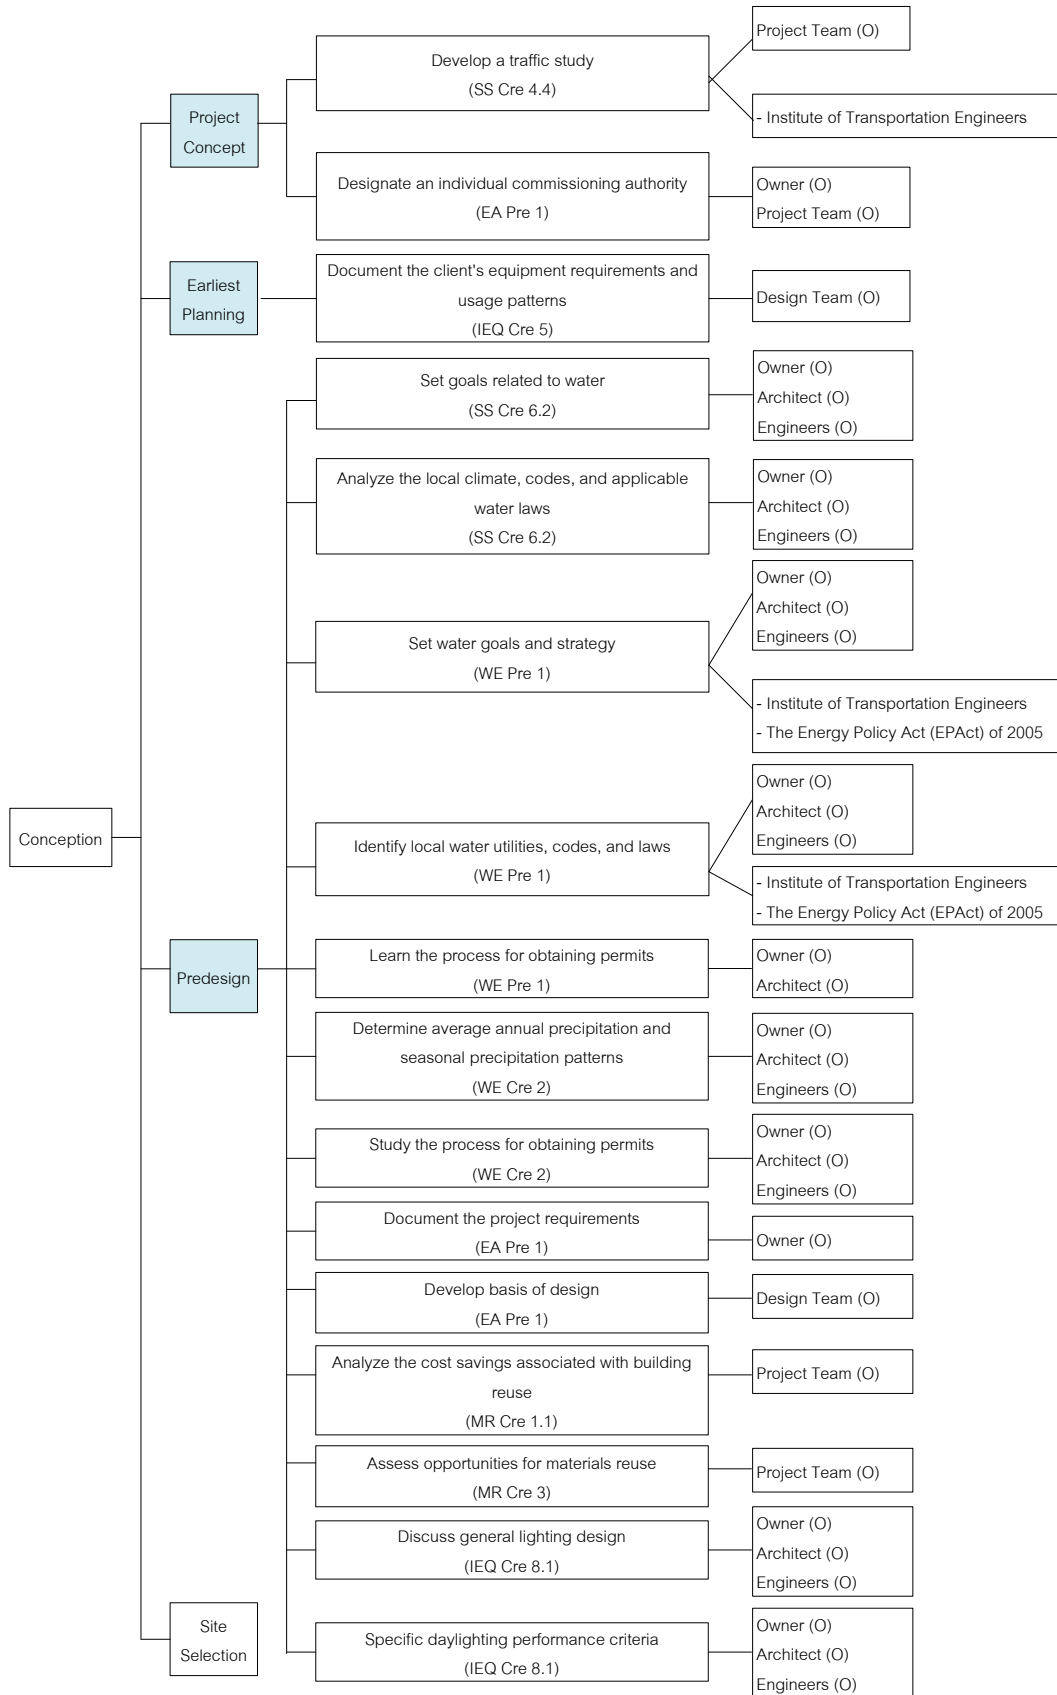 Conception
Project
Concept
Develop a traffic study
(SS Cre 4.4)
Project Team (O)
- Institute of Transportation Engineers
Designate an individual commissioning authority
(EA Pre 1)
Owner (O)
Project Team (O)
Earliest
Planning
Document the client's equipment requirements and
usage patterns
(IEQ Cre 5)
Design Team (O)
Predesign
Set goals related to water
(SS Cre 6.2)
Owner (O)
Architect (O)
Engineers (O)
Analyze the local climate, codes, and applicable
water laws
(SS Cre 6.2)
Owner (O)
Architect (O)
Engineers (O)
Set water goals and strategy
(WE Pre 1)
Owner (O)
Architect (O)
Engineers (O)
- Institute of Transportation Engineers
- The Energy Policy Act (EPAct) of 2005
Identify local water utilities, codes, and laws
(WE Pre 1)
Owner (O)
Architect (O)
Engineers (O)
- Institute of Transportation Engineers
- The Energy Policy Act (EPAct) of 2005
Learn the process for obtaining permits
(WE Pre 1)
Owner (O)
Architect (O)
Determine average annual precipitation and
seasonal precipitation patterns
(WE Cre 2)
Owner (O)
Architect (O)
Engineers (O)
Study the process for obtaining permits
(WE Cre 2)
Owner (O)
Architect (O)
Engineers (O)
Document the project requirements
(EA Pre 1)
Owner (O)
Develop basis of design
(EA Pre 1)
Design Team (O)
Analyze the cost savings associated with building
reuse
(MR Cre 1.1)
Project Team (O)
Assess opportunities for materials reuse
(MR Cre 3)
Project Team (O)
Discuss general lighting design
(IEQ Cre 8.1)
Owner (O)
Architect (O)
Engineers (O)
Specific daylighting performance criteria
(IEQ Cre 8.1)
Owner (O)
Architect (O)
Engineers (O)
Site
Selection